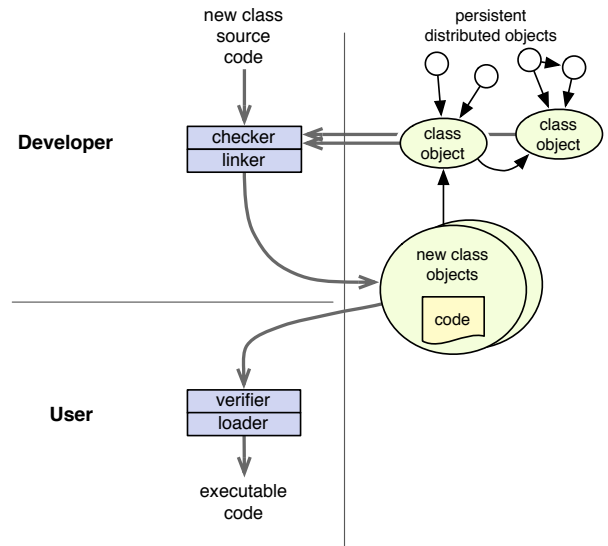 new class
source
code
persistent
distributed objects
Developer
checker
linker
class
object
class
object
new class
objects
code
User
verifier
loader
executable
code